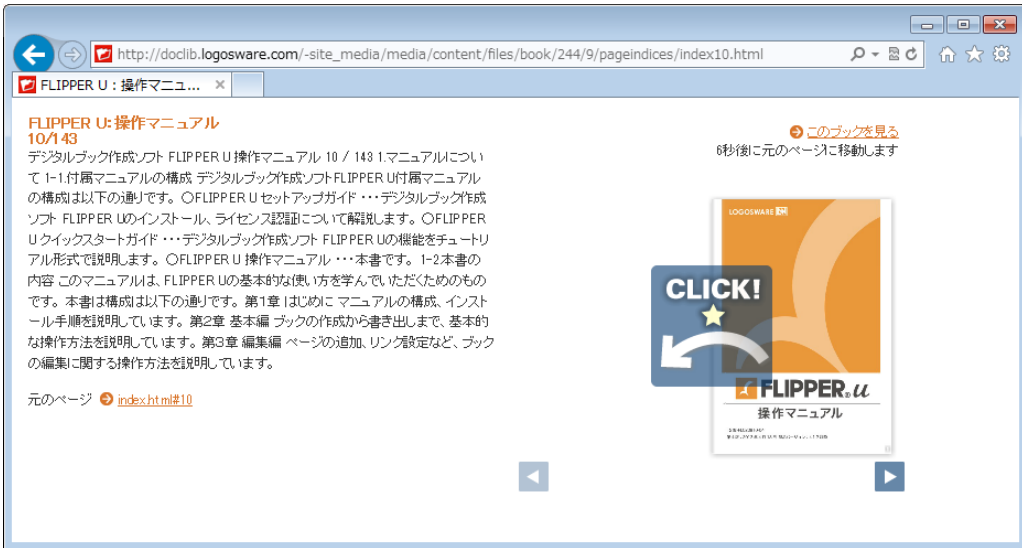 http://doclib.logosware.com/-site_media/media/content/files/book/244/9/pageindices/index10.html
FLIPPER U：操作マニュ...
FLIPPER U: 操作マニュアル
10/143
デジタルブック作成ソフト FLIPPER U 操作マニュアル 10 / 143 1.マニュアルについ
て 1-1.付属マニュアルの構成 デジタルブック作成ソフトFLIPPER U付属マニュアル
の構成は以下の通りです。 ○FLIPPER U セットアップガイド ・・・デジタルブック作成
ソフト FLIPPER Uのインストール、ライセンス認証について解説します。 ○FLIPPER
U クイックスタートガイド ・・・デジタルブック作成ソフト FLIPPER Uの機能をチュートリ
アル形式で説明します。 ○FLIPPER U 操作マニュアル ・・・本書です。 1-2.本書の
内容 このマニュアルは、FLIPPER Uの基本的な使い方を学んでいただくためのもの
です。 本書は構成は以下の通りです。 第1章 はじめに マニュアルの構成、インスト
ール手順を説明しています。 第2章 基本編 ブックの作成から書き出しまで、基本的
な操作方法を説明しています。 第3章 編集編 ページの追加、リンク設定など、ブック
の編集に関する操作方法を説明しています。
元のページ index.html#10
このブックを見る
6秒後に元のページに移動します
LOGOSWARE
CLICK!
FLIPPER® U
操作マニュアル